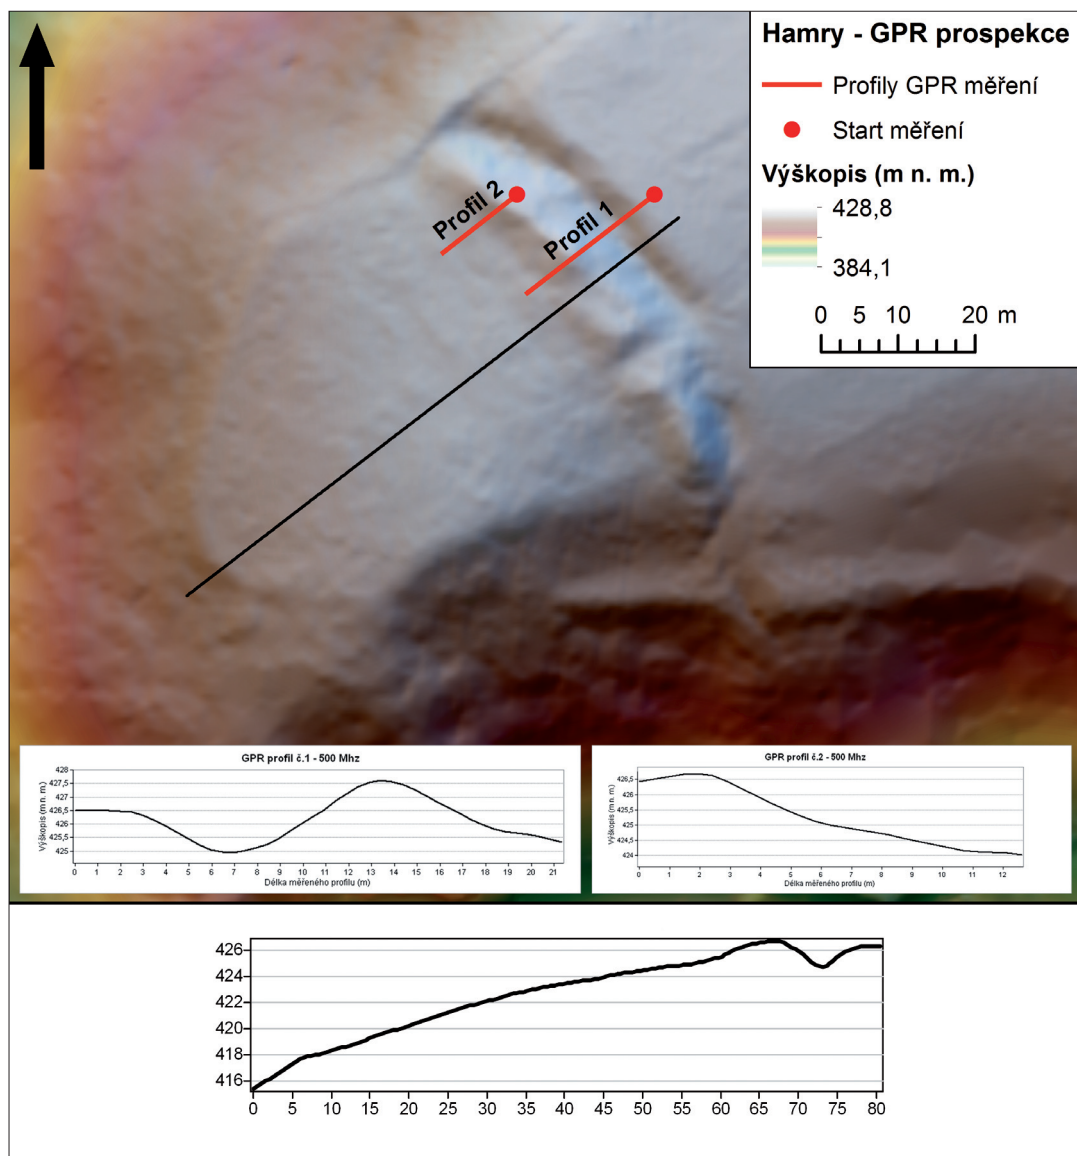 Hamry - GPR prospekce
Profily GPR měření
Start měření
Výškopis (m n. m.)
428,8
384,1
0 5 10 20 m
Profil 2
Profil 1
GPR profil č.1 - 500 Mhz
Výškopis (m n. m.)
428
427,5
427
426,5
426
425,5
425
0 1 2 3 4 5 6 7 8 9 10 11 12 13 14 15 16 17 18 19 20 21
Délka měřeného profilu (m)
GPR profil č.2 - 500 Mhz
Výškopis (m n. m.)
426,5
426
425,5
425
424,5
424
0 1 2 3 4 5 6 7 8 9 10 11 12
Délka měřeného profilu (m)
426
424
422
420
418
416
0 5 10 15 20 25 30 35 40 45 50 55 60 65 70 75 80